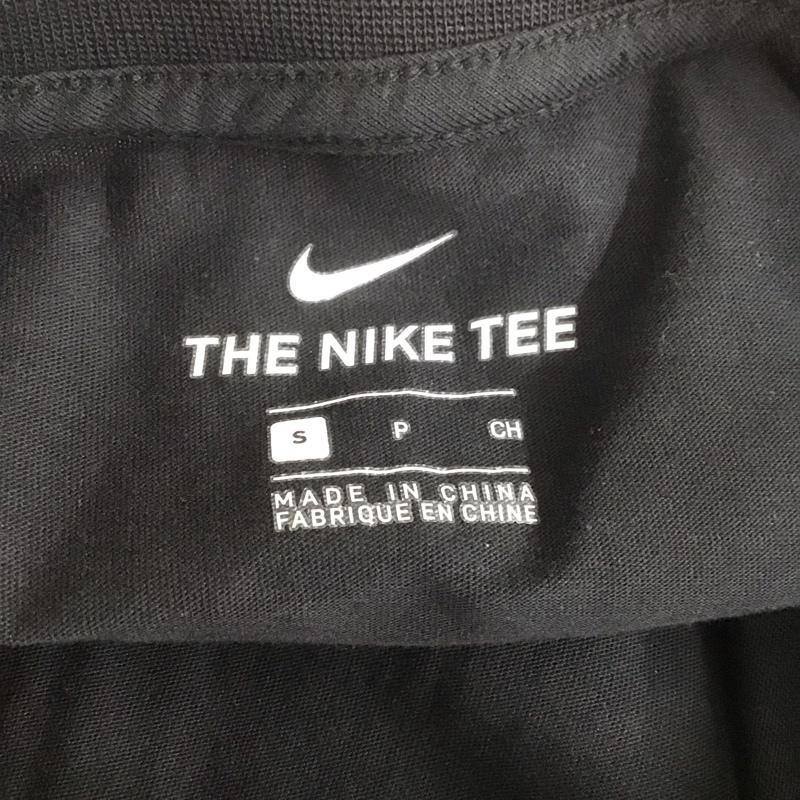 THE NIKE TEE
S P CH
MADE IN CHINA
FABRIQUE EN CHINE